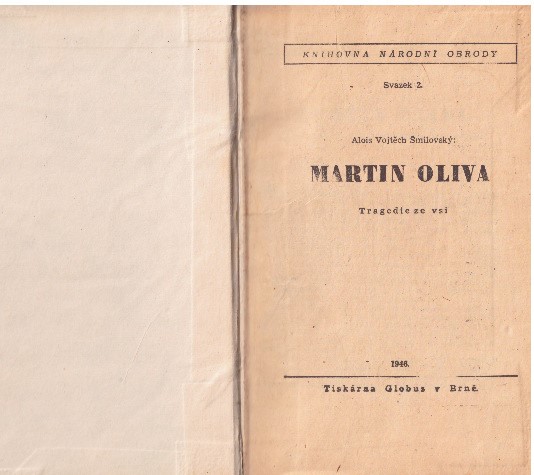 KNIHOVNA NÁRODNÍ OBRODY
Svazek 2.
Alois Vojtěch Šmilovský:
MARTIN OLIVA
Tragedie ze vsi
1946.
Tiskárna Globus v Brně.